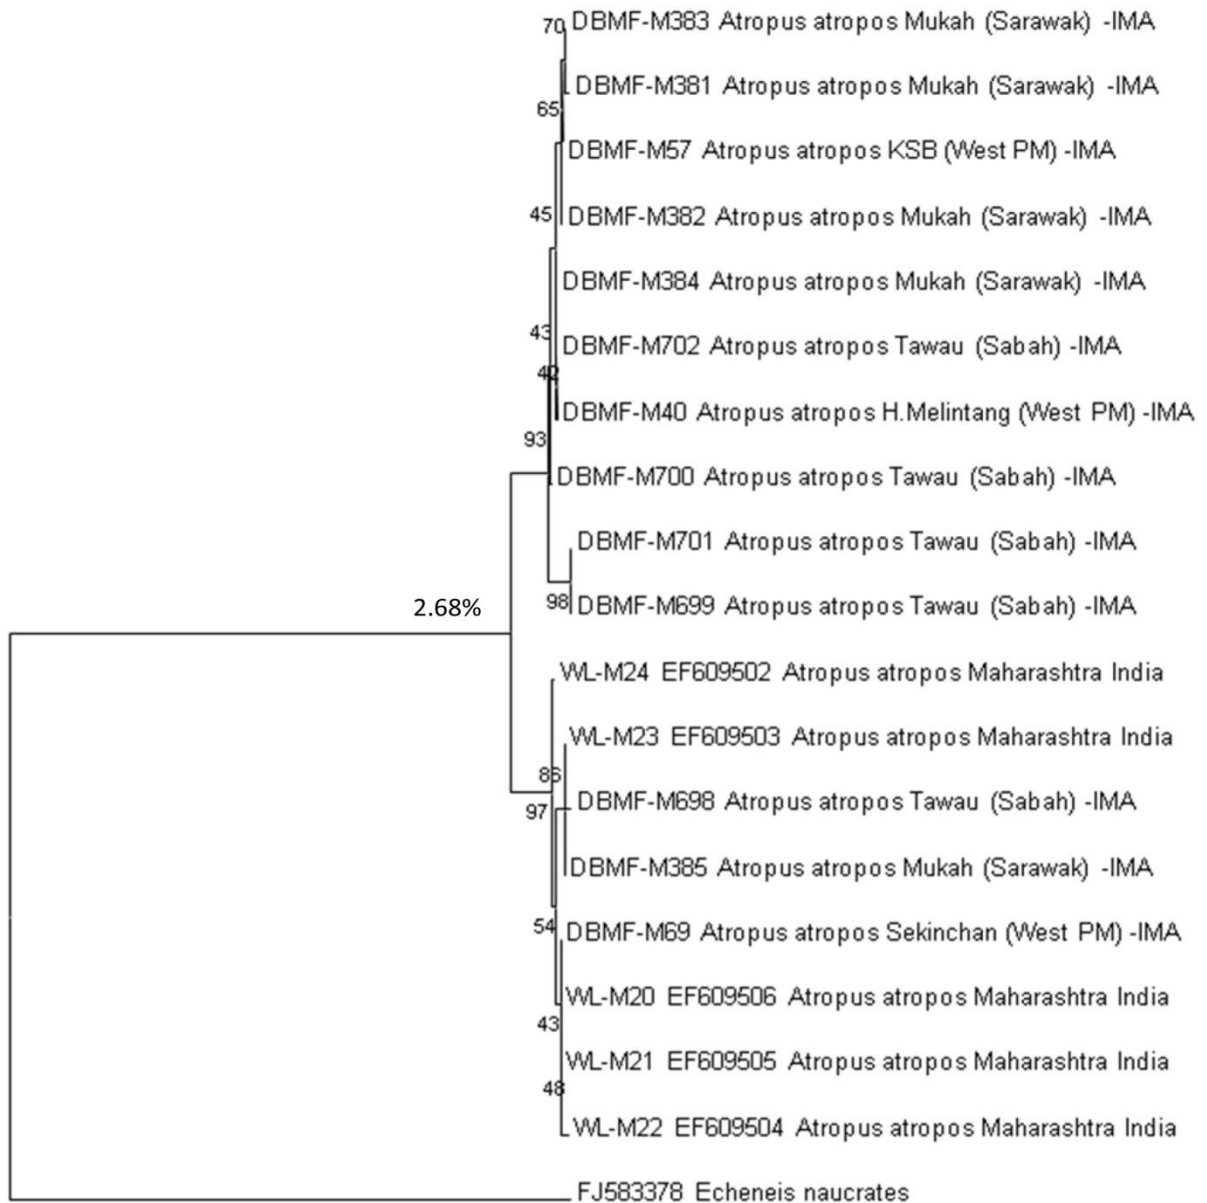 70 DBMF-M383 Atropus atropos Mukah (Sarawak) -IMA
DBMF-M381 Atropus atropos Mukah (Sarawak) -IMA
65
DBMF-M57 Atropus atropos KSB (West PM) -IMA
45 DBMF-M382 Atropus atropos Mukah (Sarawak) -IMA
DBMF-M384 Atropus atropos Mukah (Sarawak) -IMA
43
DBMF-M702 Atropus atropos Tawau (Sabah) -IMA
42
DBMF-M40 Atropus atropos H.Melintang (West PM) -IMA
93
DBMF-M700 Atropus atropos Tawau (Sabah) -IMA
DBMF-M701 Atropus atropos Tawau (Sabah) -IMA
2.68%
98 DBMF-M699 Atropus atropos Tawau (Sabah) -IMA
WL-M24 EF609502 Atropus atropos Maharashtra India
WL-M23 EF609503 Atropus atropos Maharashtra India
86
DBMF-M698 Atropus atropos Tawau (Sabah) -IMA
97
DBMF-M385 Atropus atropos Mukah (Sarawak) -IMA
54 DBMF-M69 Atropus atropos Sekinchan (West PM) -IMA
WL-M20 EF609506 Atropus atropos Maharashtra India
43
WL-M21 EF609505 Atropus atropos Maharashtra India
48
WL-M22 EF609504 Atropus atropos Maharashtra India
FJ583378 Echeneis naucrates